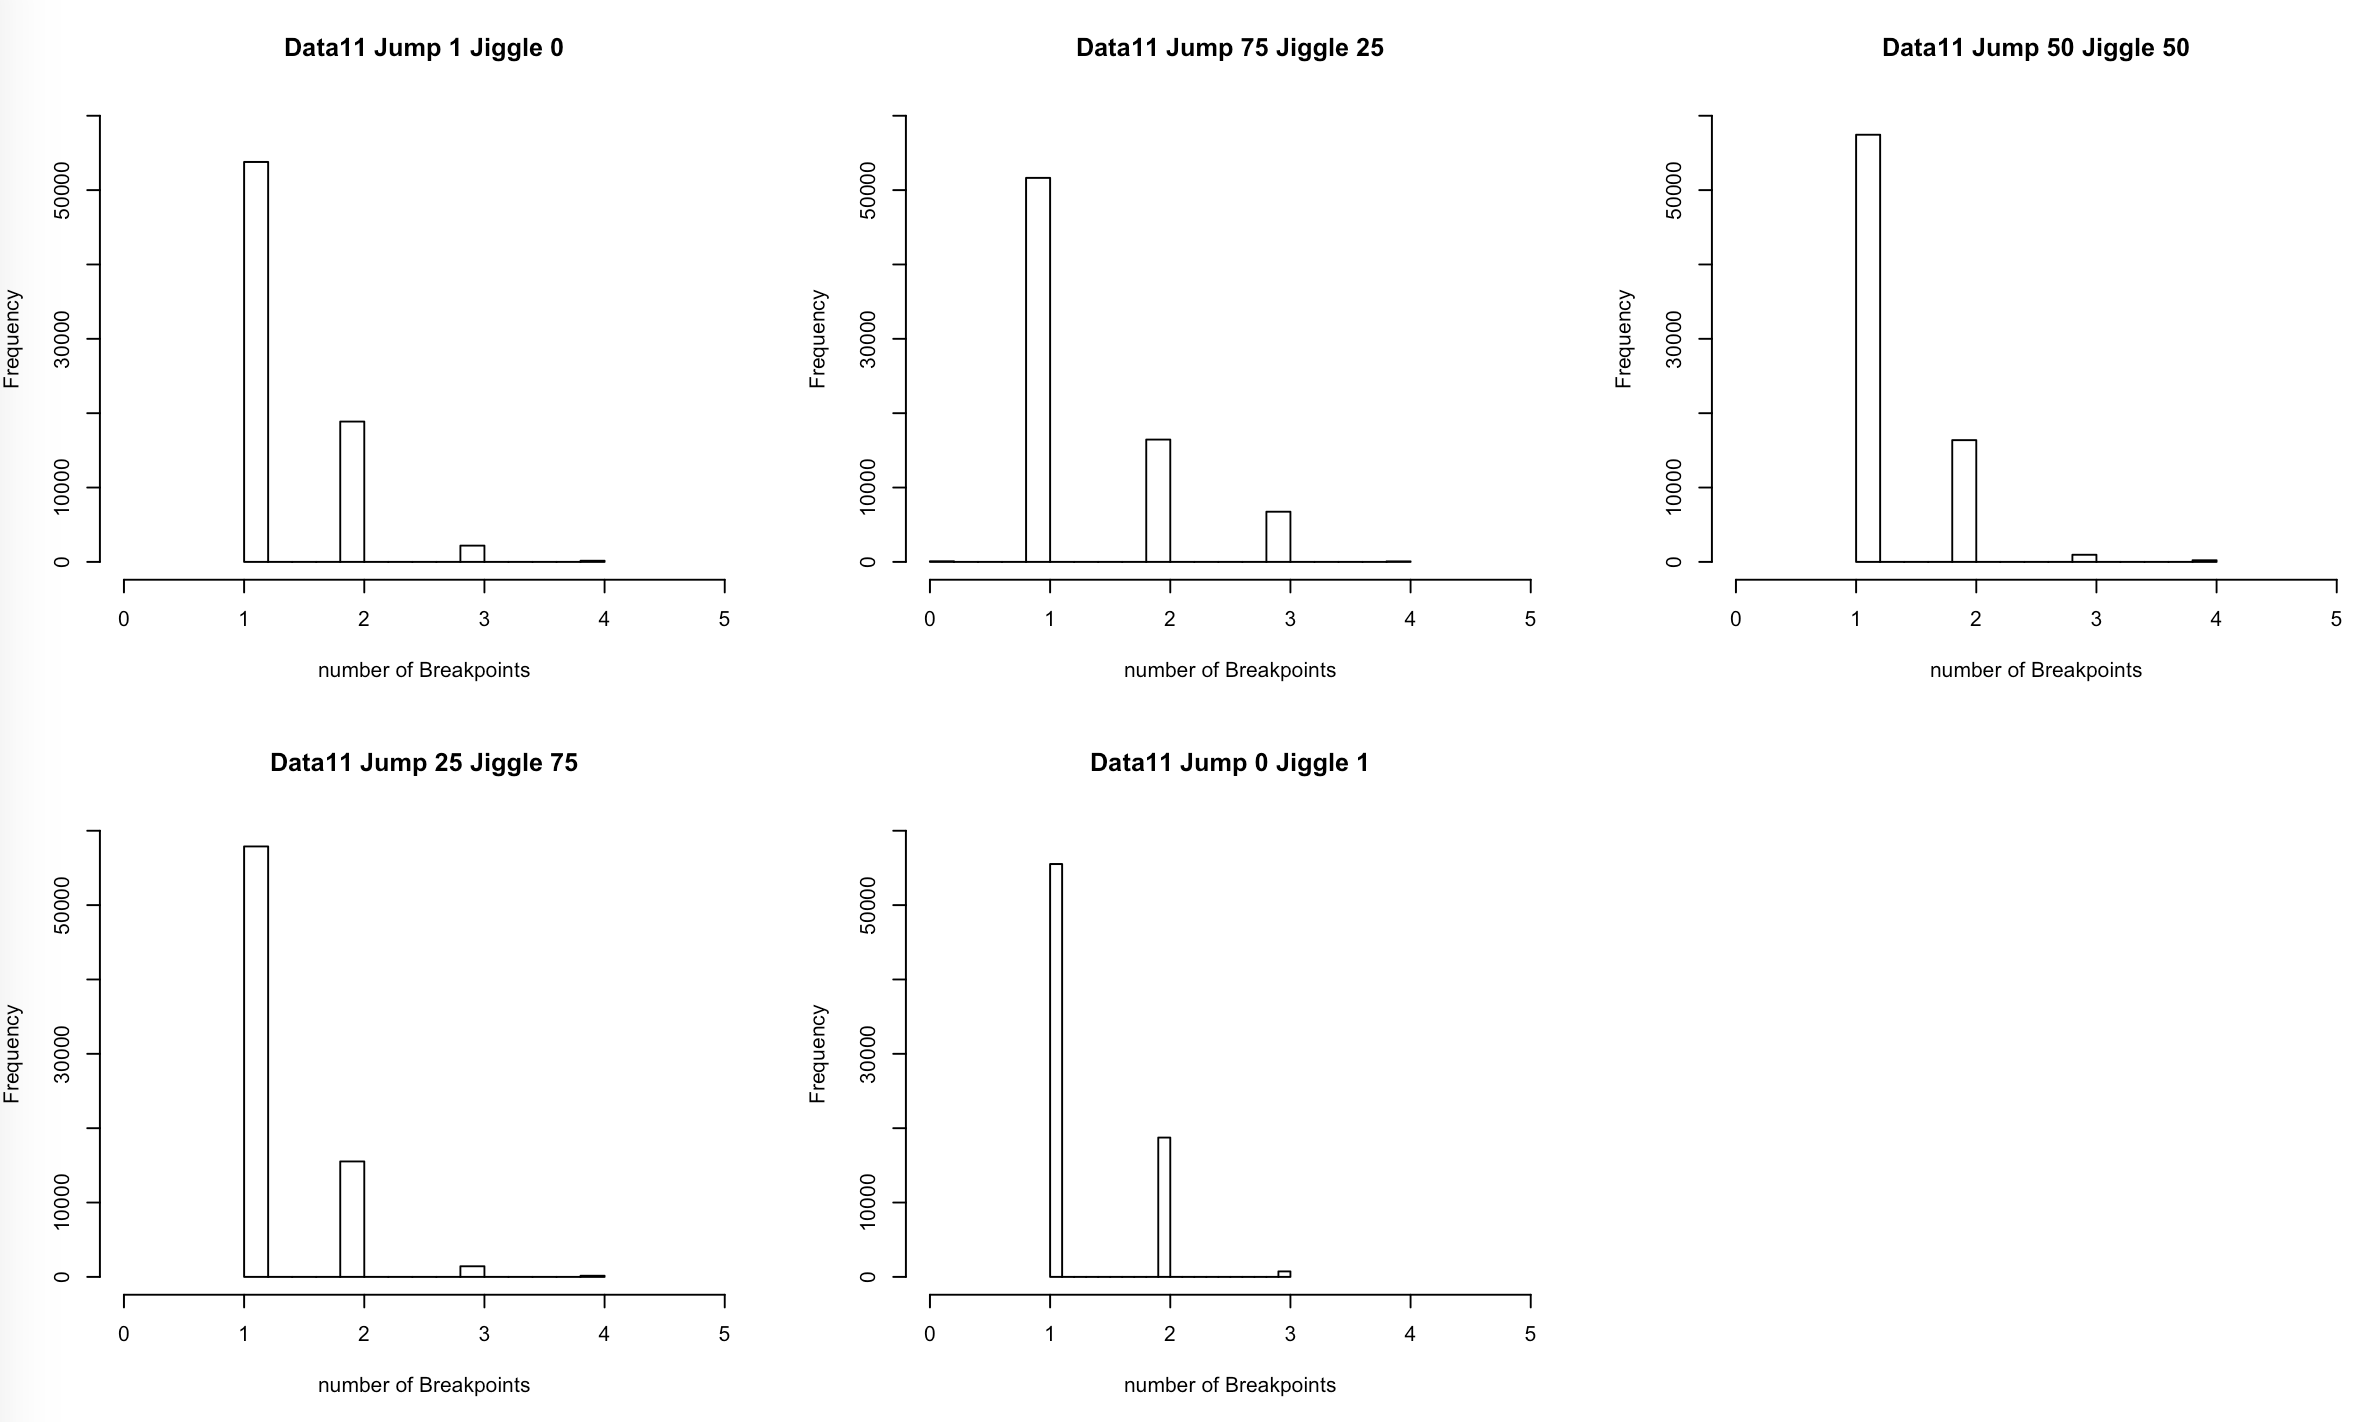 Data11 Jump 1 Jiggle 0
Frequency
0
10000
30000
50000
0 1 2 3 4 5
number of Breakpoints
Data11 Jump 75 Jiggle 25
Frequency
0
10000
30000
50000
0 1 2 3 4 5
number of Breakpoints
Data11 Jump 50 Jiggle 50
Frequency
0
10000
30000
50000
0 1 2 3 4 5
number of Breakpoints
Data11 Jump 25 Jiggle 75
Frequency
0
10000
30000
50000
0 1 2 3 4 5
number of Breakpoints
Data11 Jump 0 Jiggle 1
Frequency
0
10000
30000
50000
0 1 2 3 4 5
number of Breakpoints